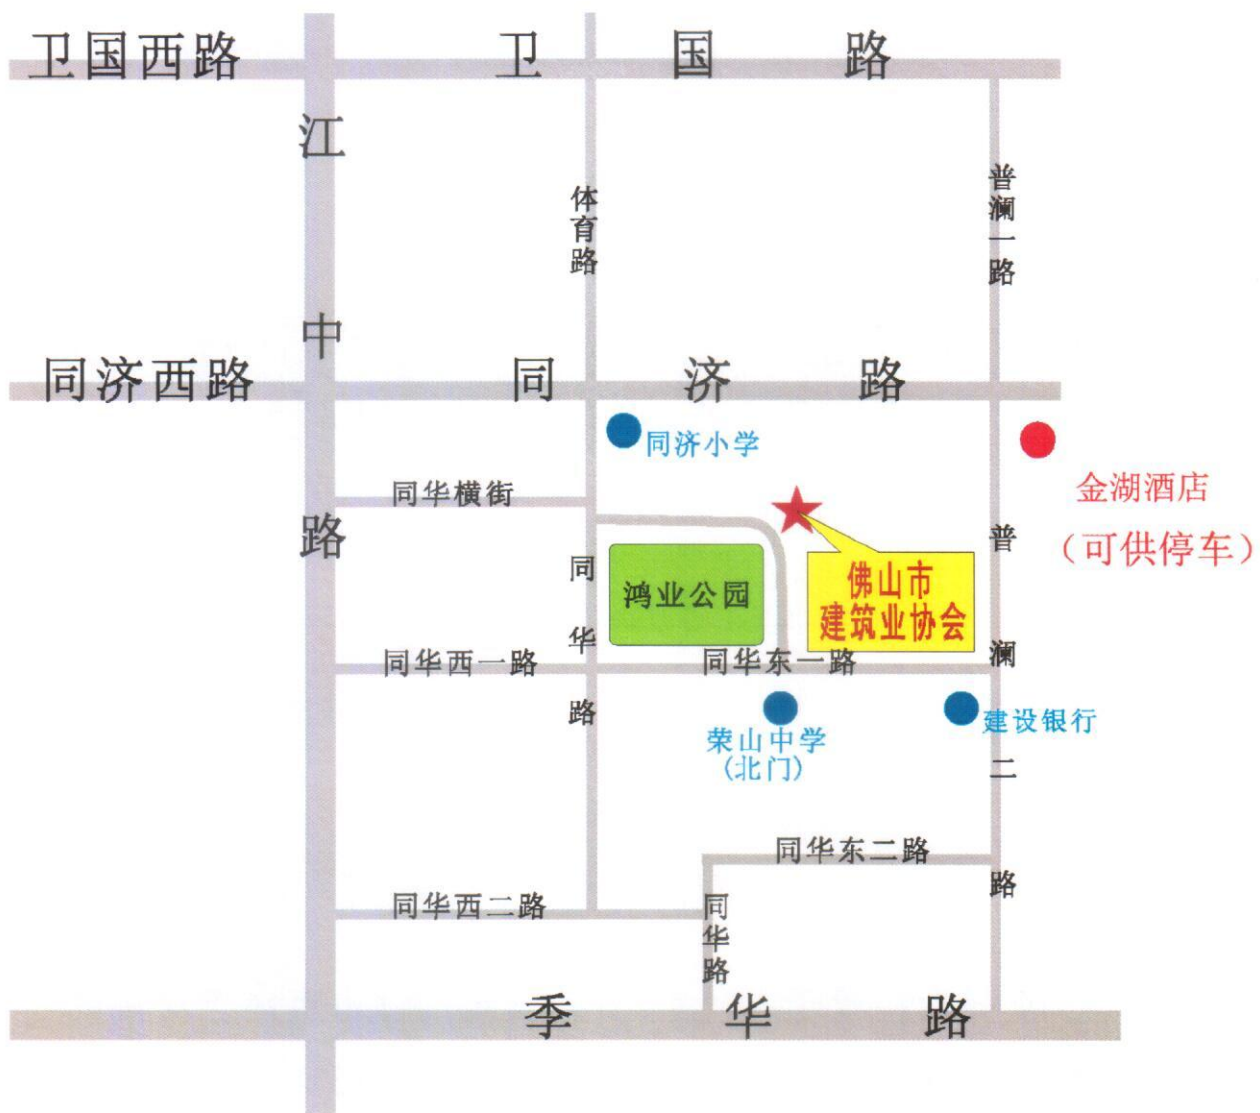 卫国西路
卫国路
江中路
体育路
普澜一路
同济西路
同济路
同济小学
金湖酒店
(可供停车)
同华横街
同华路
鸿业公园
佛山市
建筑业协会
普澜二路
同华西一路
同华东一路
荣山中学
(北门)
建设银行
同华东二路
同华西二路
同华路
季华路